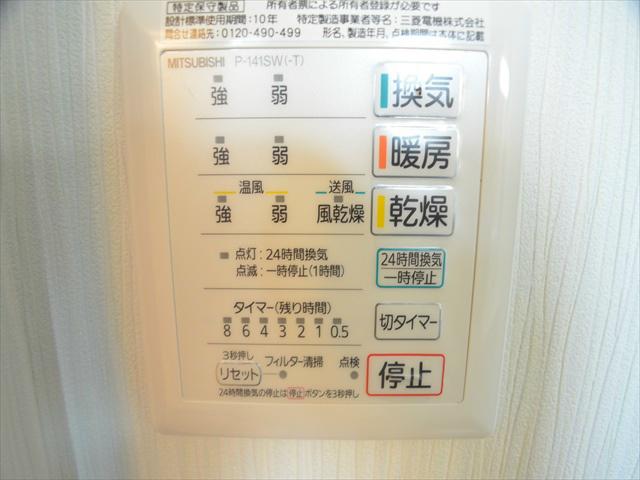 特定保守製品 所有者票による所有者登録が必要です。
設計標準使用期間:10年 特定製造事業者等名:三菱電機株式会社
問合せ連絡先:0120-490-499 形名、製造年月、点検期間は本体に記載
MITSUBISHI P-141SW(-T)
強 弱 換気
強 弱 暖房
温風 送風
強 弱 風乾燥 乾燥
点灯:24時間換気
点滅:一時停止(1時間)
24時間換気
一時停止
タイマー(残り時間)
8 6 4 3 2 1 0.5 切タイマー
3秒押し
リセット フィルター清掃 点検
停止
24時間換気の停止は停止ボタンを3秒押し